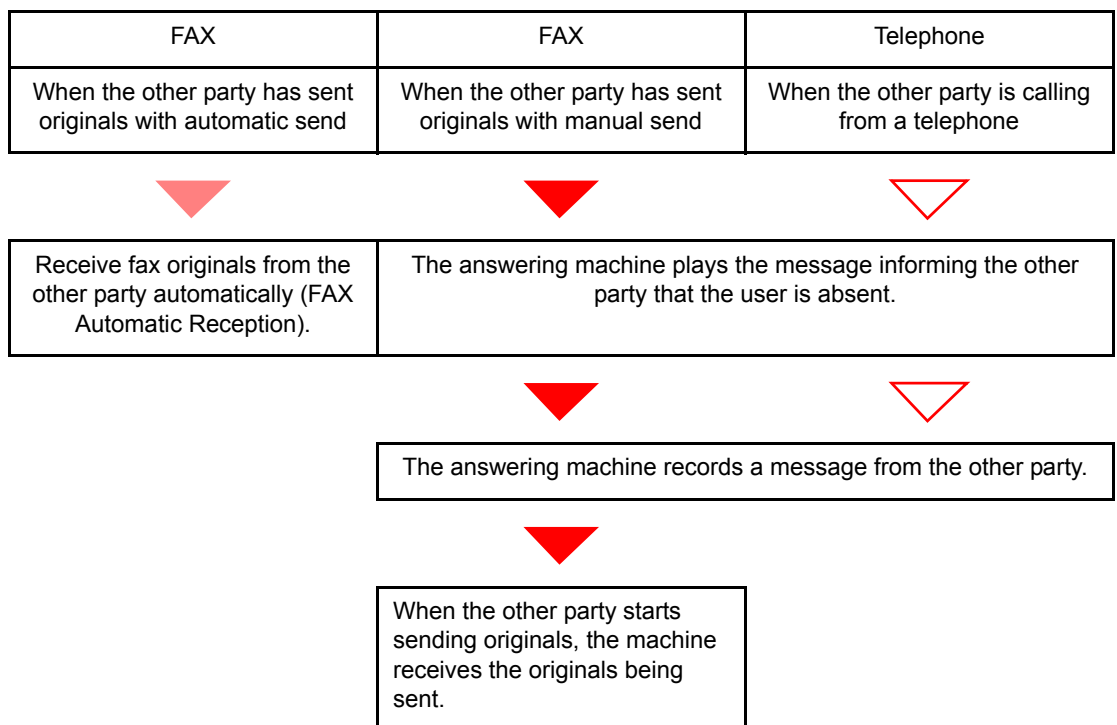 FAX
FAX
Telephone
When the other party has sent
originals with automatic send
When the other party has sent
originals with manual send
When the other party is calling
from a telephone
Receive fax originals from the
other party automatically (FAX
Automatic Reception).
The answering machine plays the message informing the other
party that the user is absent.
The answering machine records a message from the other party.
When the other party starts
sending originals, the machine
receives the originals being
sent.